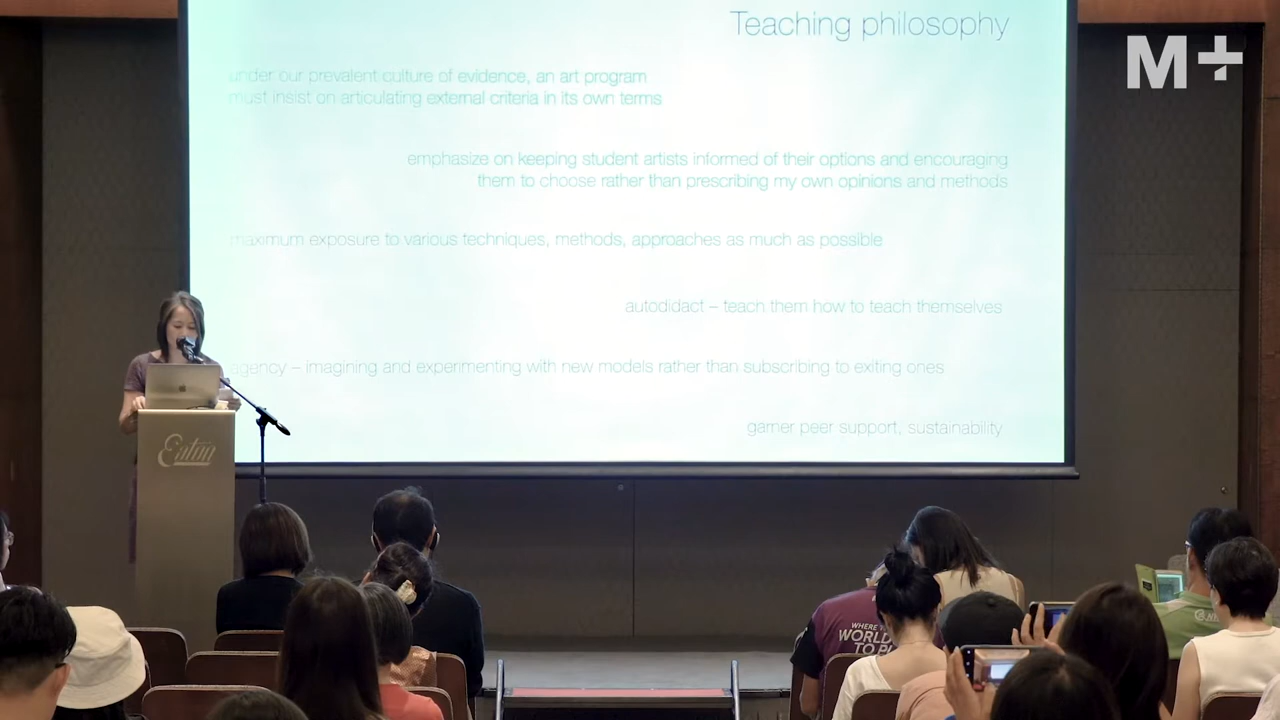 Teaching philosophy
M+
under our prevalent culture of evidence, an art program
must insist on articulating external criteria in its own terms
emphasize on keeping student artists informed of their options and encouraging
them to choose rather than prescribing my own opinions and methods
maximum exposure to various techniques, methods, approaches as much as possible
autodidact – teach them how to teach themselves
agency – imagining and experimenting with new models rather than subscribing to exiting ones
garner peer support, sustainability
Eaton
WORLD